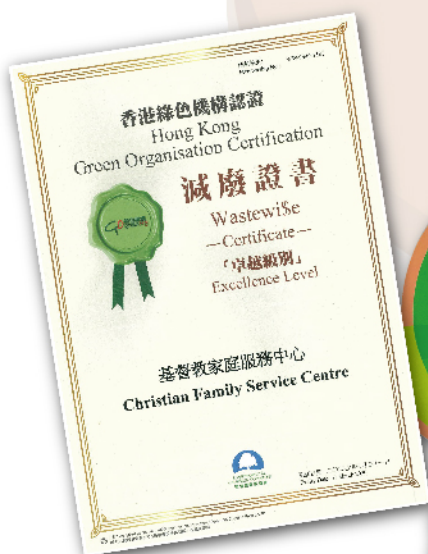 香港綠色機構認證
Hong Kong
Green Organisation Certification
減廢證書
Wastewi$e
—Certificate—
「卓越級別」
Excellence Level
基督教家庭服務中心
Christian Family Service Centre